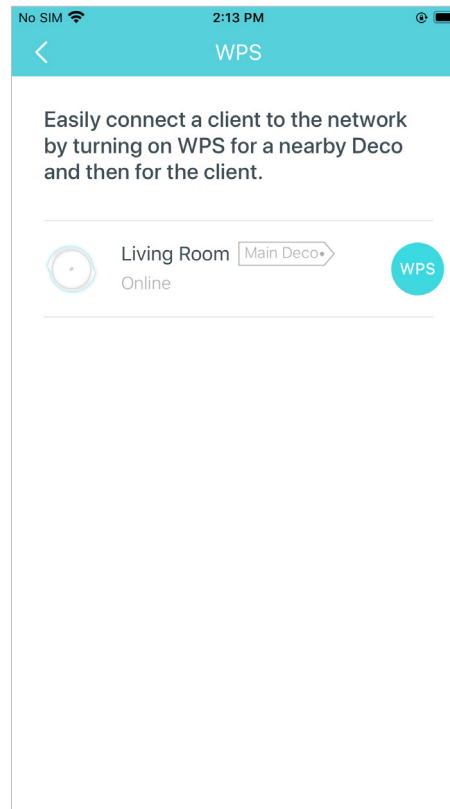 No SIM 2:13 PM
WPS
Easily connect a client to the network
by turning on WPS for a nearby Deco
and then for the client.
Living Room Main Deco
Online
WPS